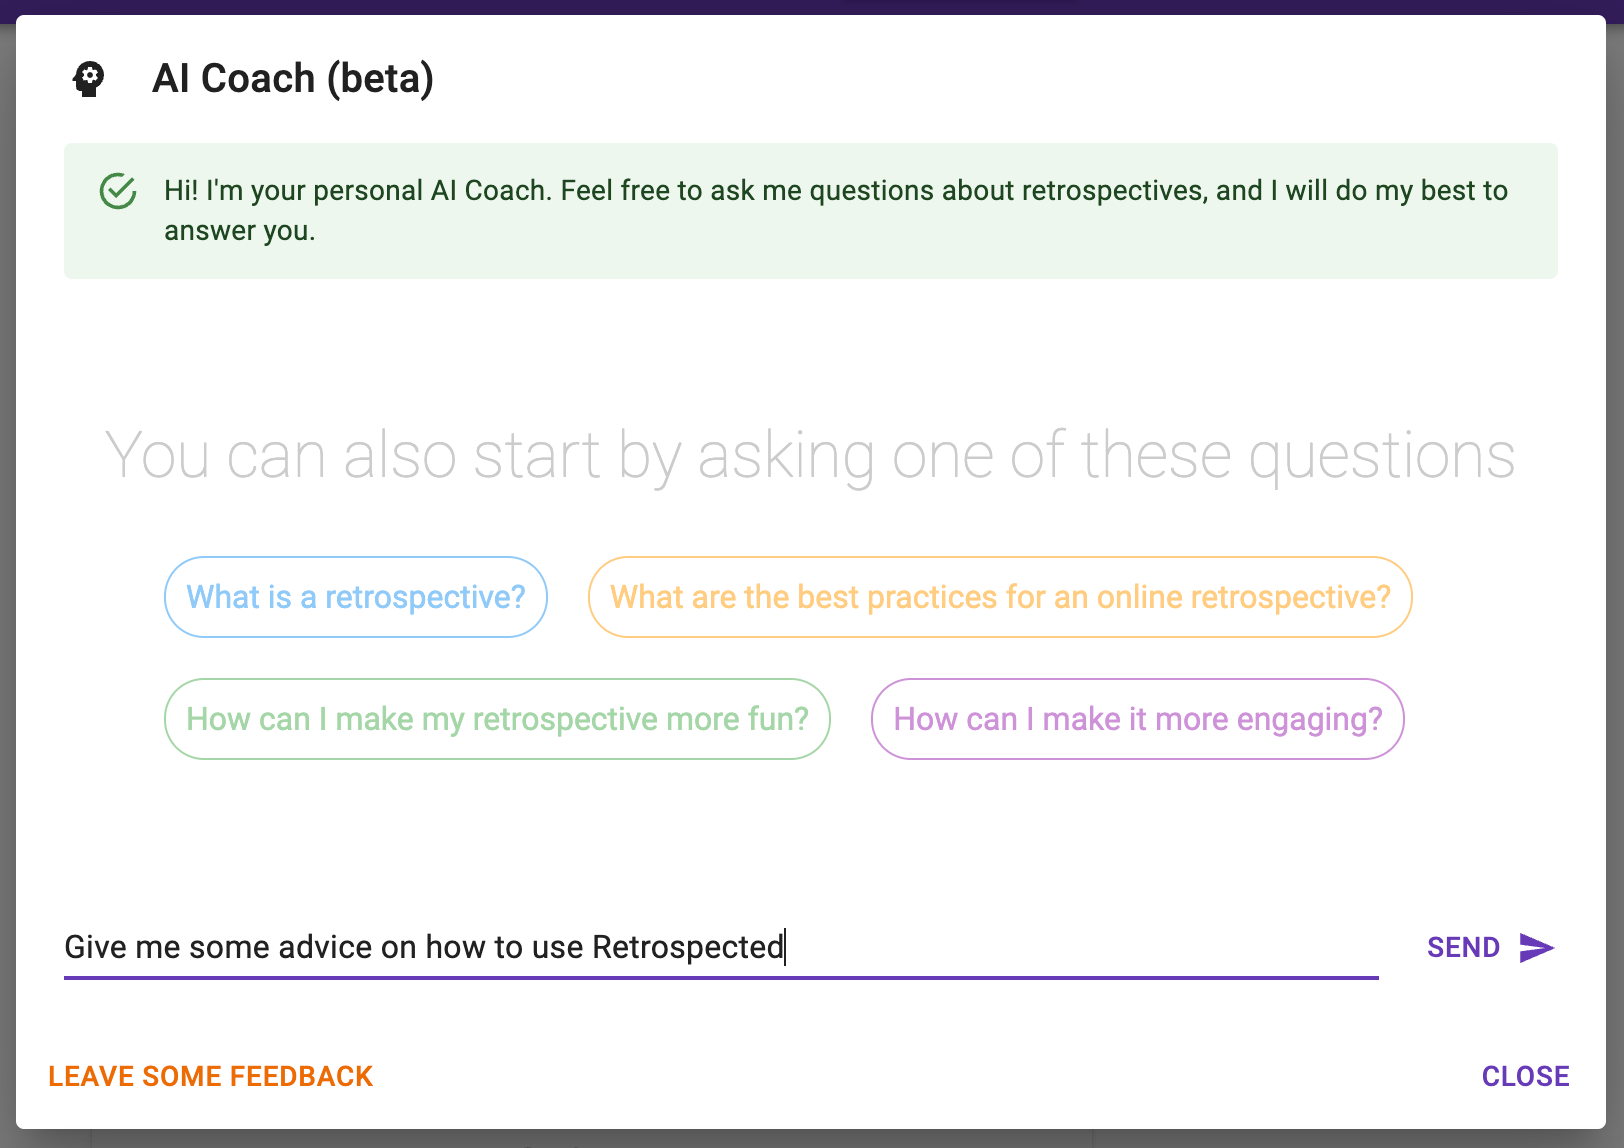 AI Coach (beta)
Hi! I'm your personal AI Coach. Feel free to ask me questions about retrospectives, and I will do my best to
answer you.
You can also start by asking one of these questions
What is a retrospective?
What are the best practices for an online retrospective?
How can I make my retrospective more fun?
How can I make it more engaging?
Give me some advice on how to use Retrospected
SEND
LEAVE SOME FEEDBACK
CLOSE